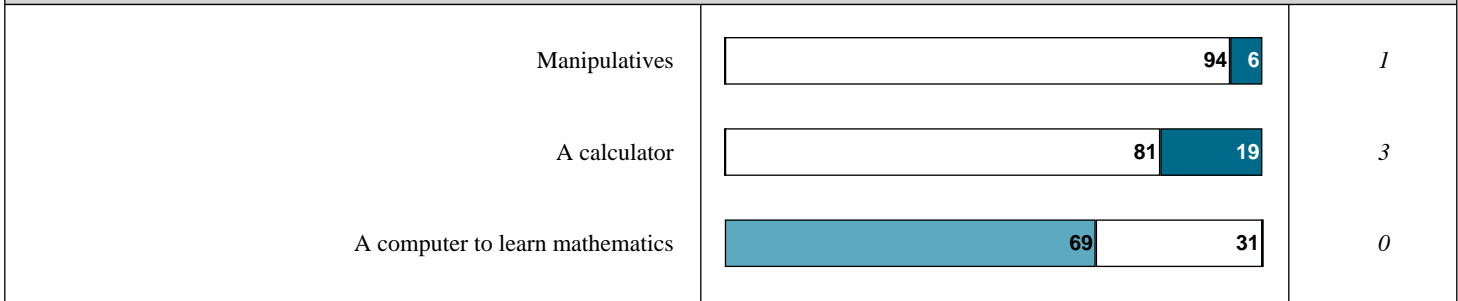 Manipulatives 94 6 1
A calculator 81 19 3
A computer to learn mathematics 69 31 0